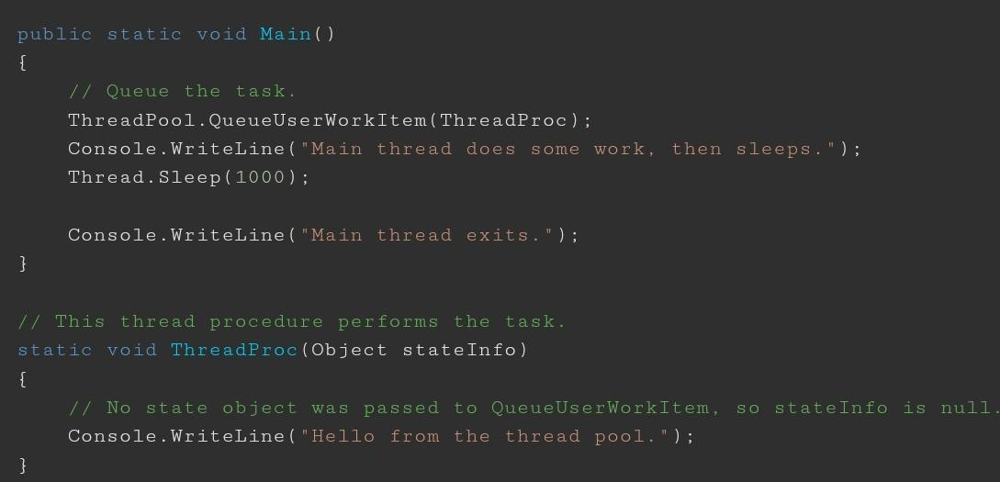 public static void Main()
{
    // Queue the task.
    ThreadPool.QueueUserWorkItem(ThreadProc);
    Console.WriteLine("Main thread does some work, then sleeps.");
    Thread.Sleep(1000);

    Console.WriteLine("Main thread exits.");
}

// This thread procedure performs the task.
static void ThreadProc(Object stateInfo)
{
    // No state object was passed to QueueUserWorkItem, so stateInfo is null.
    Console.WriteLine("Hello from the thread pool.");
}